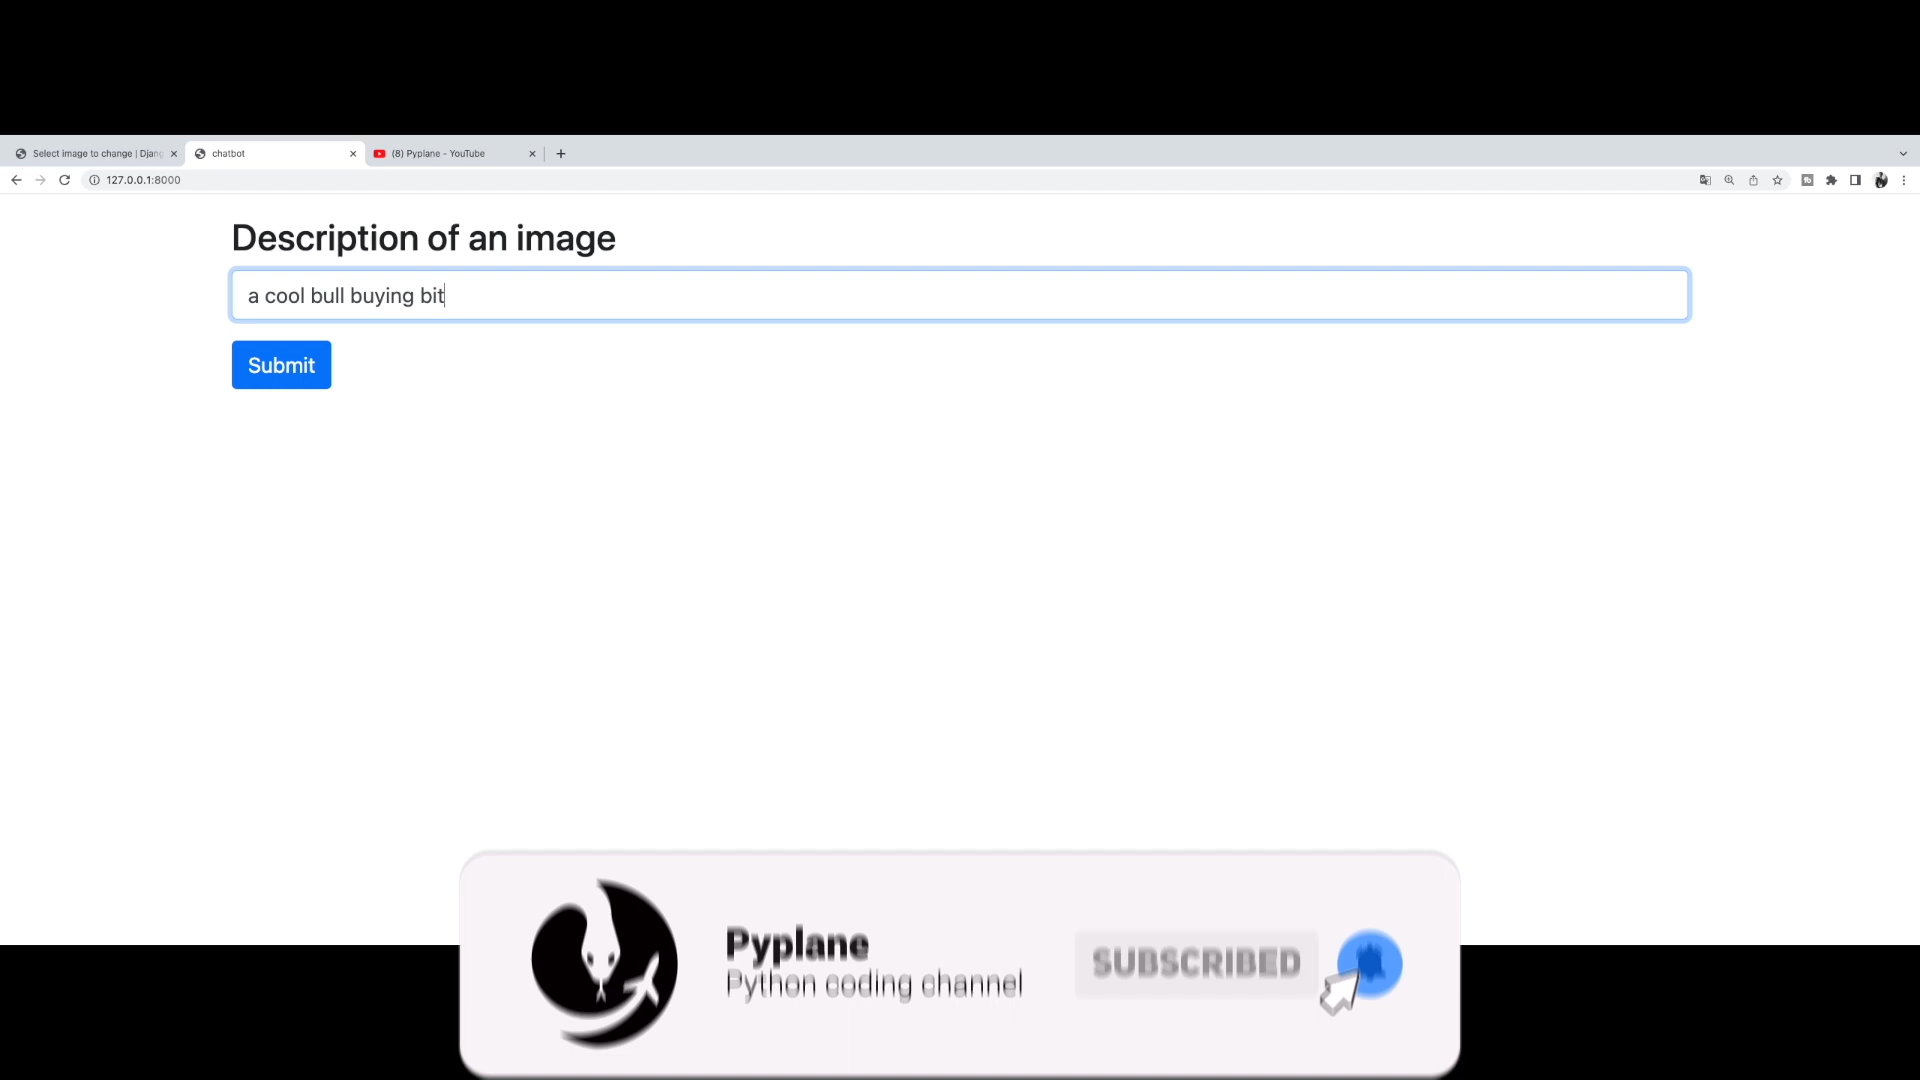 Select image to change | Djang
chatbot
(8) Pyplane - YouTube
127.0.0.1:8000
Description of an image
a cool bull buying bit
Submit
Pyplane
Python coding channel
SUBSCRIBED